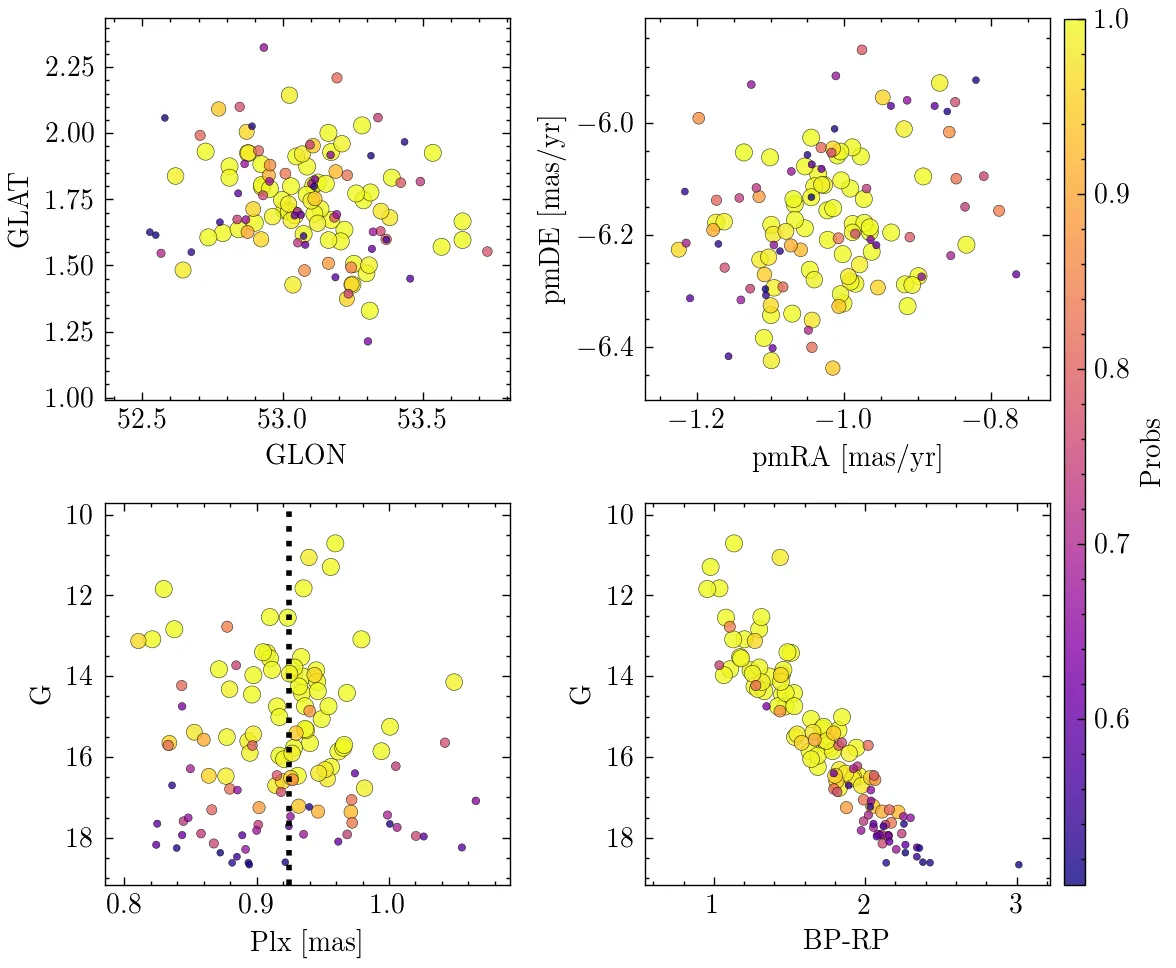 2.25
2.00
1.75
1.50
1.25
1.00
GLAT
52.5 53.0 53.5
GLON
−6.0
−6.2
−6.4
pmDE [mas/yr]
−1.2 −1.0 −0.8
pmRA [mas/yr]
10
12
14
16
18
G
0.8 0.9 1.0
Plx [mas]
10
12
14
16
18
G
1 2 3
BP-RP
1.0
0.9
0.8
0.7
0.6
Probs